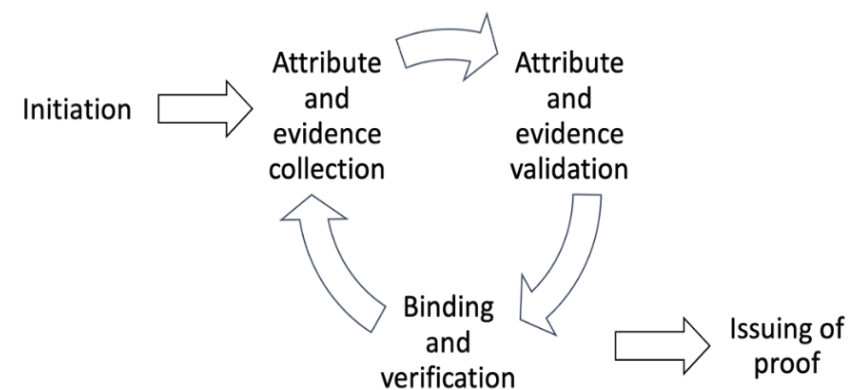 Initiation
Attribute
and
evidence
collection
Attribute
and
evidence
validation
Binding
and
verification
Issuing of
proof